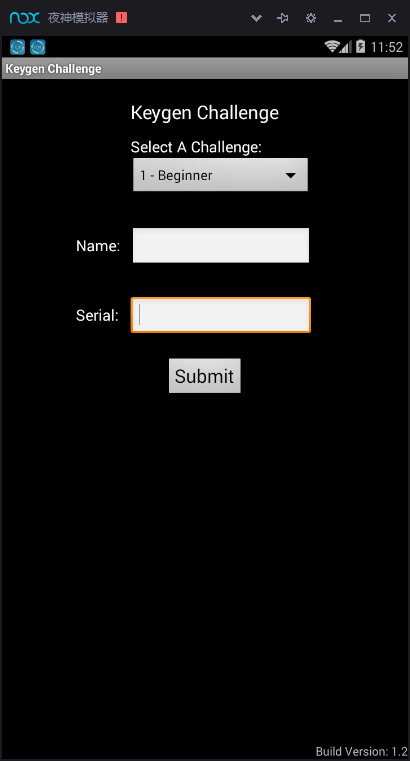 nox 夜神模拟器
11:52
Keygen Challenge
Keygen Challenge
Select A Challenge:
1 - Beginner
Name:
Serial:
Submit
Build Version: 1.2